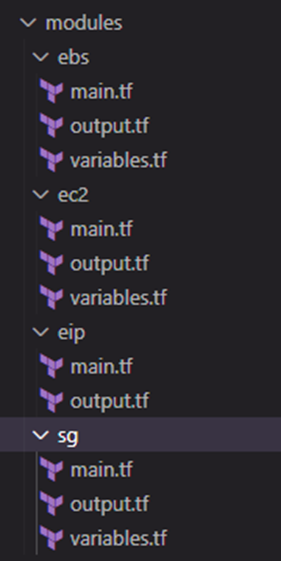 modules
ebs
main.tf
output.tf
variables.tf
ec2
main.tf
output.tf
variables.tf
eip
main.tf
output.tf
sg
main.tf
output.tf
variables.tf